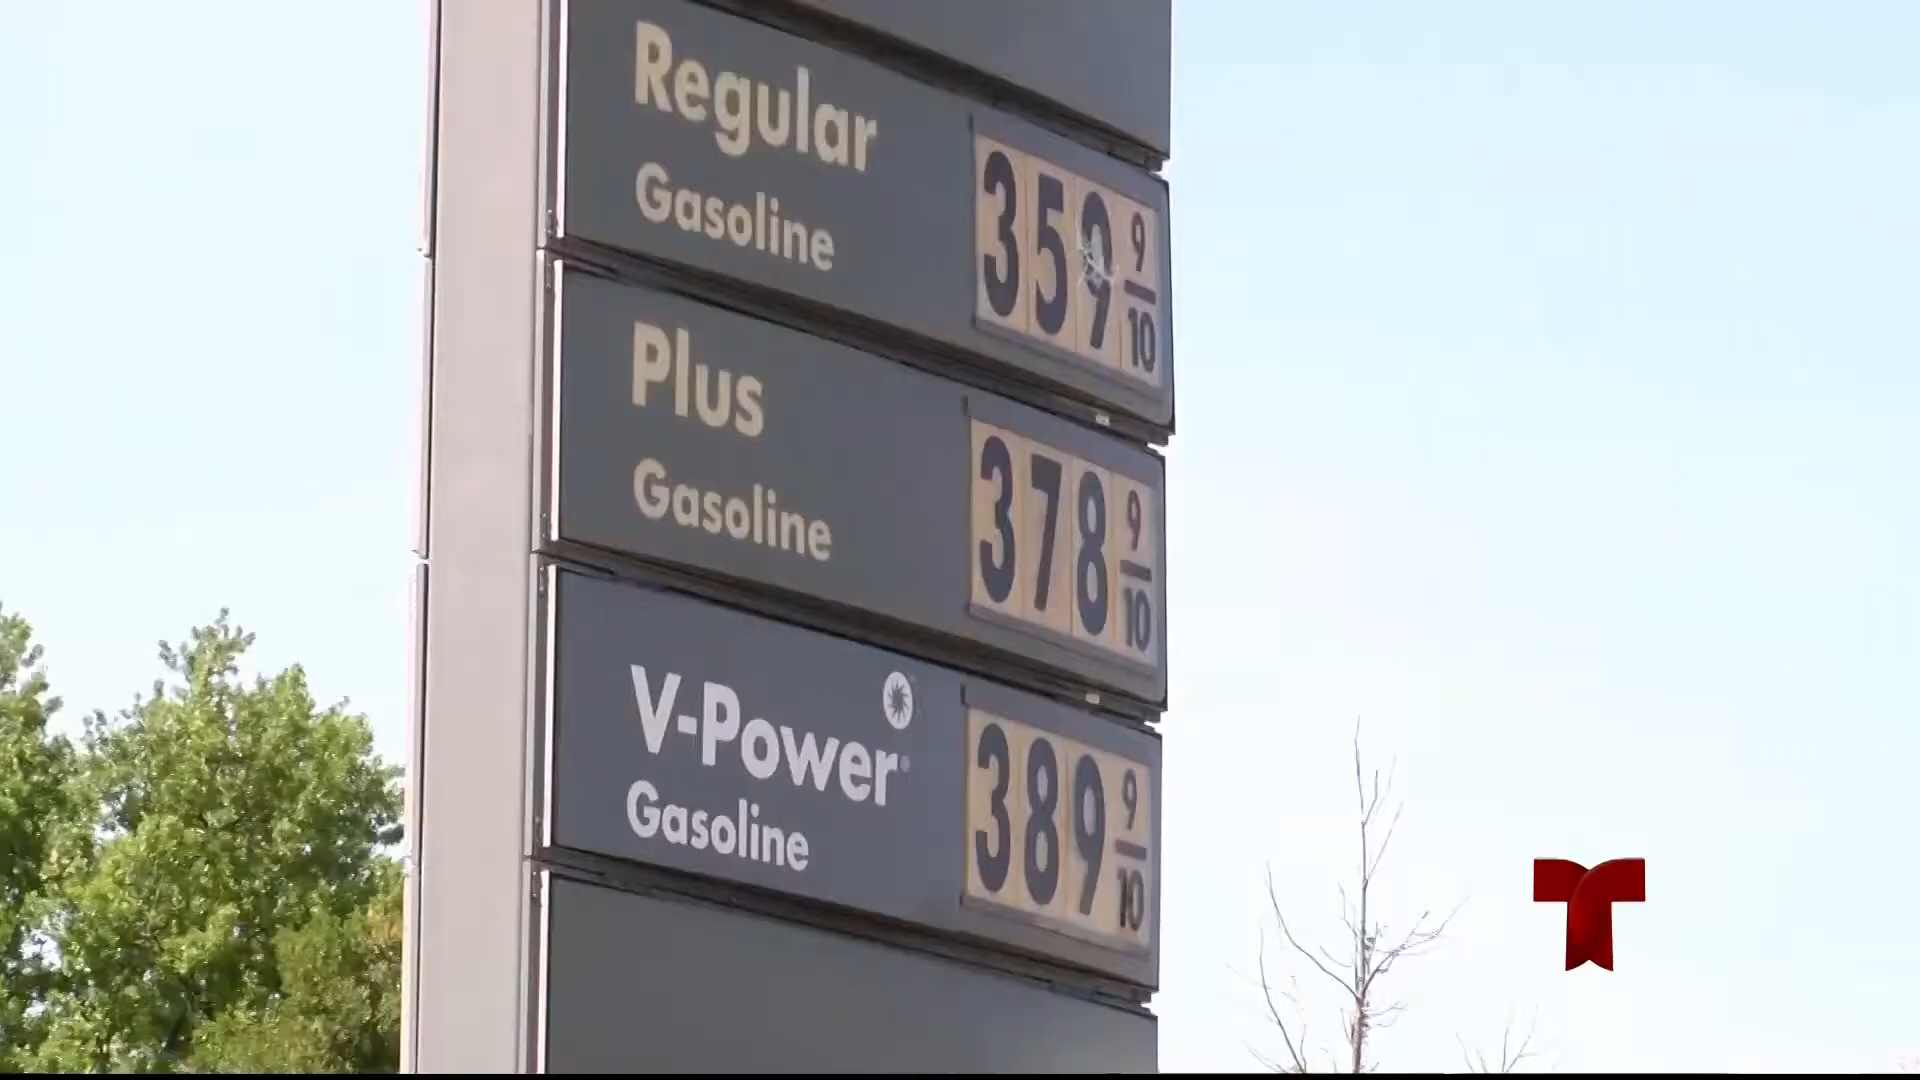 Regular
Gasoline
359 9/10
Plus
Gasoline
378 9/10
V-Power
Gasoline
389 9/10